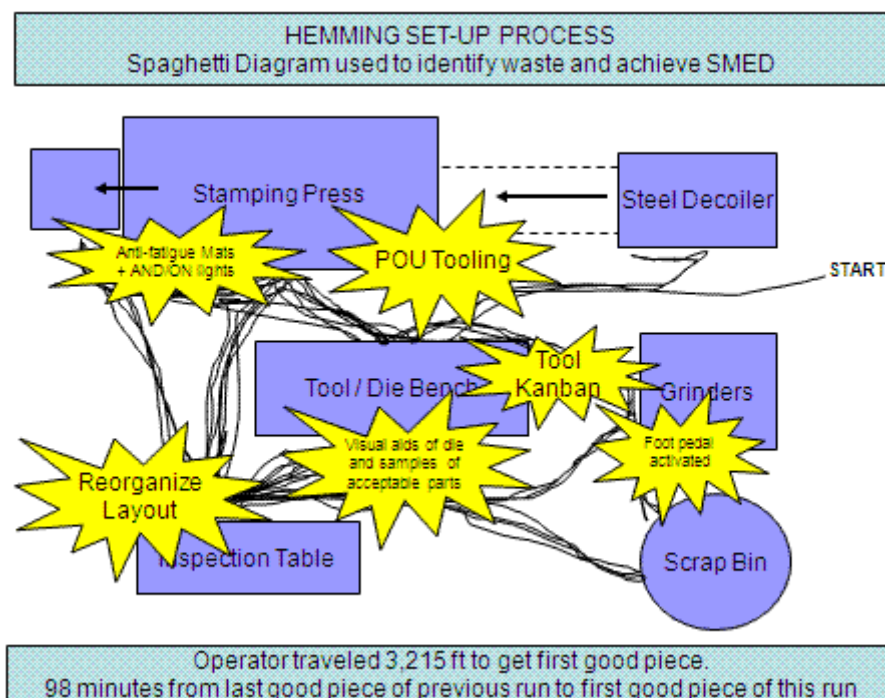 HEMMING SET-UP PROCESS
Spaghetti Diagram used to identify waste and achieve SMED
Stamping Press
Steel Decoiler
Anti-fatigue Mats
+ AND/ON lights
POU Tooling
START
Tool / Die Bench
Tool
Kanban
Grinders
Visual aids of die
and samples of
acceptable parts
Foot pedal
activated
Reorganize
Layout
Inspection Table
Scrap Bin
Operator traveled 3,215 ft to get first good piece.
98 minutes from last good piece of previous run to first good piece of this run